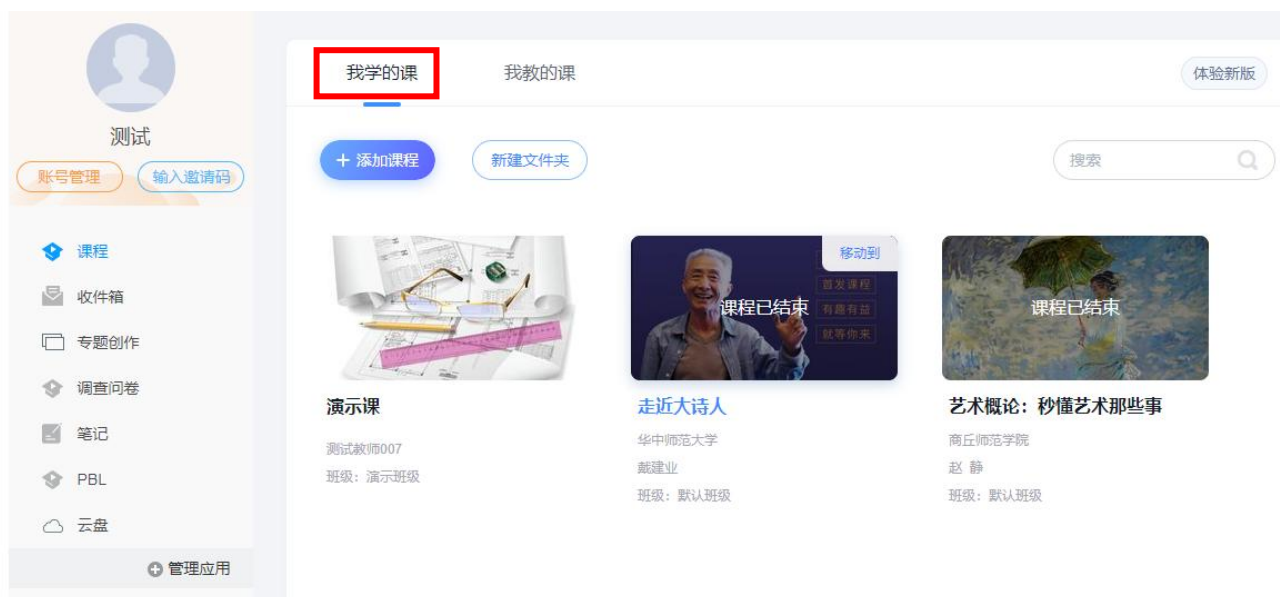 测试
账号管理
输入邀请码
课程
收件箱
专题创作
调查问卷
笔记
PBL
云盘
管理应用
我学的课
我教的课
体验新版
+ 添加课程
新建文件夹
搜索
移动到
首发课程
有趣有益
就等你来
课程已结束
课程已结束
演示课
测试教师007
班级：演示班级
走近大诗人
华中师范大学
戴建业
班级：默认班级
艺术概论：秒懂艺术那些事
商丘师范学院
赵 静
班级：默认班级